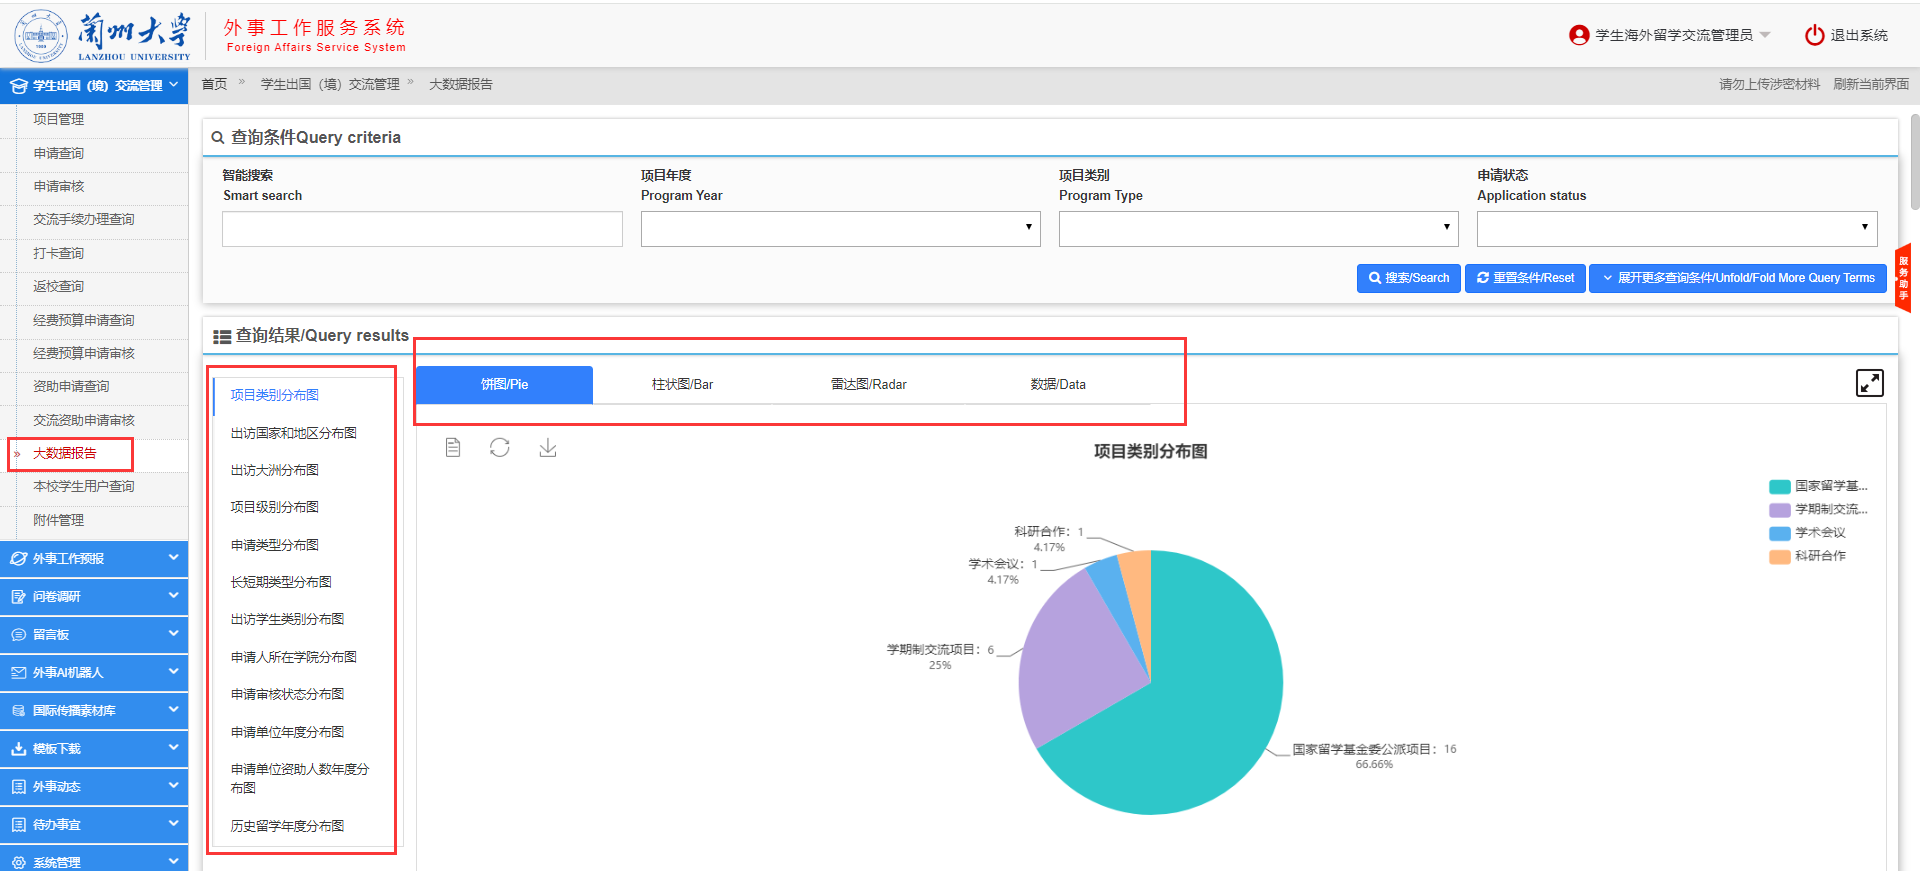 兰州大学
LANZHOU UNIVERSITY
1909
外事工作服务系统
Foreign Affairs Service System
学生海外留学交流管理员
退出系统
学生出国（境）交流管理
首页 » 学生出国（境）交流管理 » 大数据报告
请勿上传涉密材料 刷新当前界面
项目管理
申请查询
申请审核
交流手续办理查询
打卡查询
返校查询
经费预算申请查询
经费预算申请审核
资助申请查询
交流资助申请审核
» 大数据报告
本校学生用户查询
附件管理
外事工作预报
问卷调研
留言板
外事AI机器人
国际传播素材库
模板下载
外事动态
待办事宜
系统管理
查询条件Query criteria
智能搜索
Smart search
项目年度
Program Year
项目类别
Program Type
申请状态
Application status
搜索/Search
重置条件/Reset
展开更多查询条件/Unfold/Fold More Query Terms
服务助手
查询结果/Query results
项目类别分布图
出访国家和地区分布图
出访大洲分布图
项目级别分布图
申请类型分布图
长短期类型分布图
出访学生类别分布图
申请人所在学院分布图
申请审核状态分布图
申请单位年度分布图
申请单位资助人数年度分
布图
历史留学年度分布图
饼图/Pie
柱状图/Bar
雷达图/Radar
数据/Data
项目类别分布图
国家留学基...
学期制交流...
学术会议
科研合作
科研合作：1
4.17%
学术会议：1
4.17%
学期制交流项目：6
25%
国家留学基金委公派项目：16
66.66%